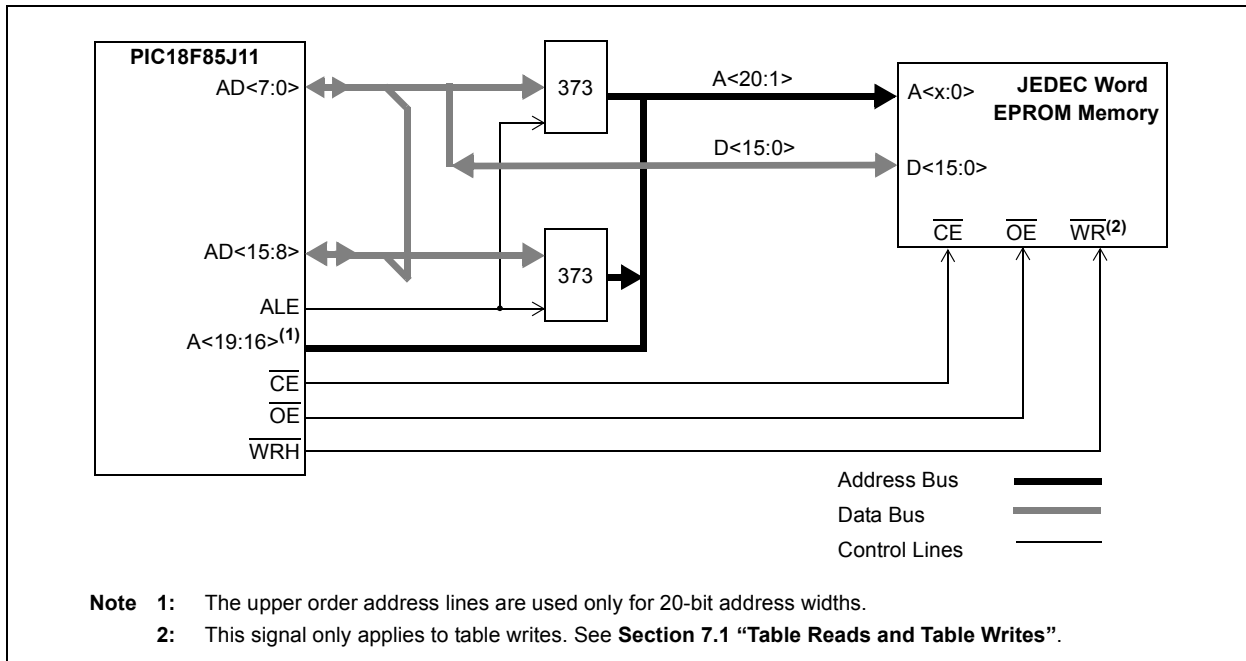 PIC18F85J11
AD<7:0>
373
A<20:1>
A<x:0>
JEDEC Word
EPROM Memory
D<15:0>
D<15:0>
CE
OE
WR(2)
AD<15:8>
373
ALE
A<19:16>(1)
CE
OE
WRH
Address Bus
Data Bus
Control Lines
Note 1: The upper order address lines are used only for 20-bit address widths.
2: This signal only applies to table writes. See Section 7.1 “Table Reads and Table Writes”.